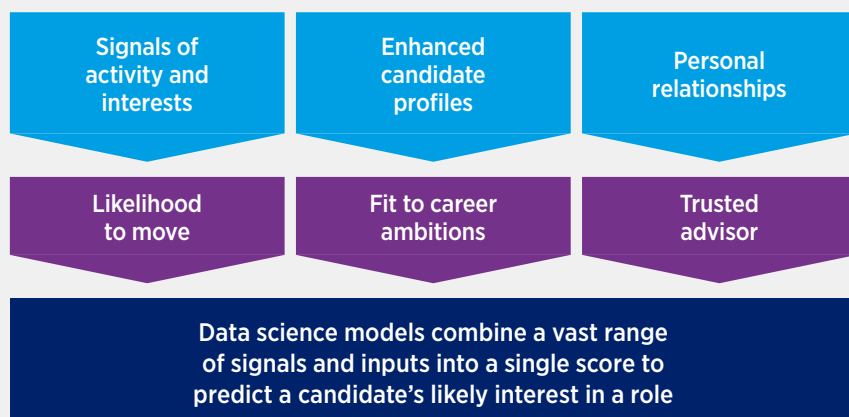 Signals of
activity and
interests
Enhanced
candidate
profiles
Personal
relationships
Likelihood
to move
Fit to career
ambitions
Trusted
advisor
Data science models combine a vast range
of signals and inputs into a single score to
predict a candidate’s likely interest in a role